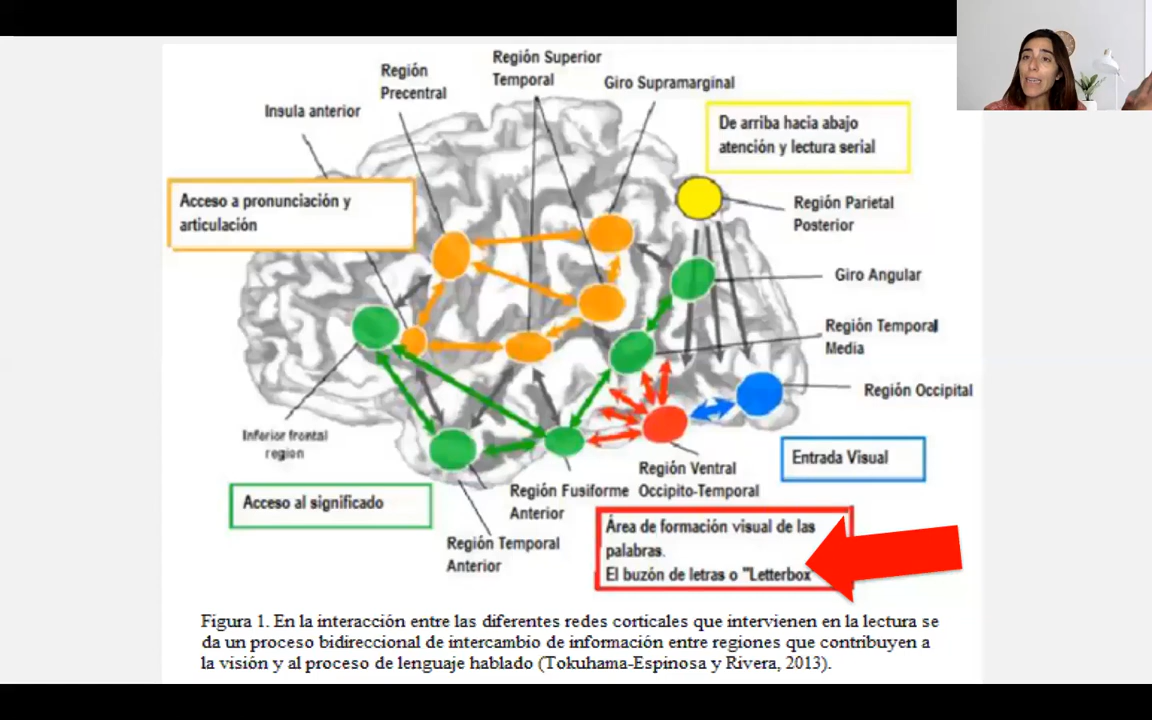 Región Superior
Temporal
Región
Precentral
Giro Supramarginal
Insula anterior
De arriba hacia abajo
atención y lectura serial
Acceso a pronunciación y
articulación
Región Parietal
Posterior
Giro Angular
Región Temporal
Media
Región Occipital
Inferior frontal
region
Entrada Visual
Región Ventral
Occipito-Temporal
Región Fusiforme
Anterior
Acceso al significado
Región Temporal
Anterior
Área de formación visual de las
palabras.
El buzón de letras o "Letterbox
Figura 1. En la interacción entre las diferentes redes corticales que intervienen en la lectura se
da un proceso bidireccional de intercambio de información entre regiones que contribuyen a
la visión y al proceso de lenguaje hablado (Tokuhama-Espinosa y Rivera, 2013).